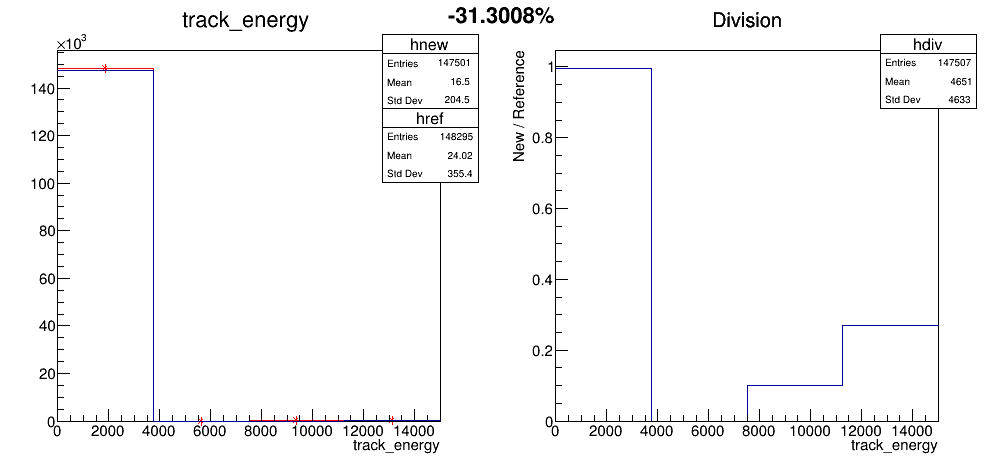 -31.3008%
track_energy
×10³
hnew
Entries 147501
Mean 16.5
Std Dev 204.5
href
Entries 148295
Mean 24.02
Std Dev 355.4
140
120
100
80
60
40
20
0
0 2000 4000 6000 8000 10000 12000 14000
track_energy
Division
hdiv
Entries 147507
Mean 4651
Std Dev 4633
New / Reference
1
0.8
0.6
0.4
0.2
0
0 2000 4000 6000 8000 10000 12000 14000
track_energy